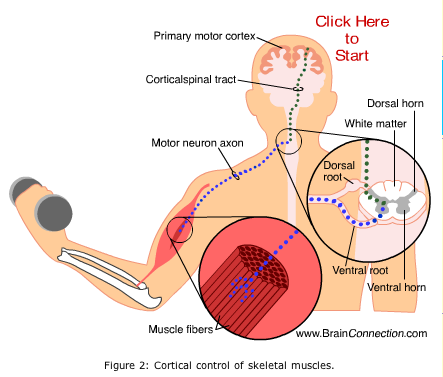 Click Here
to
Start
Primary motor cortex
Corticalspinal tract
Dorsal horn
White matter
Motor neuron axon
Dorsal
root
Ventral root
Ventral horn
Muscle fibers
www.BrainConnection.com
Figure 2: Cortical control of skeletal muscles.